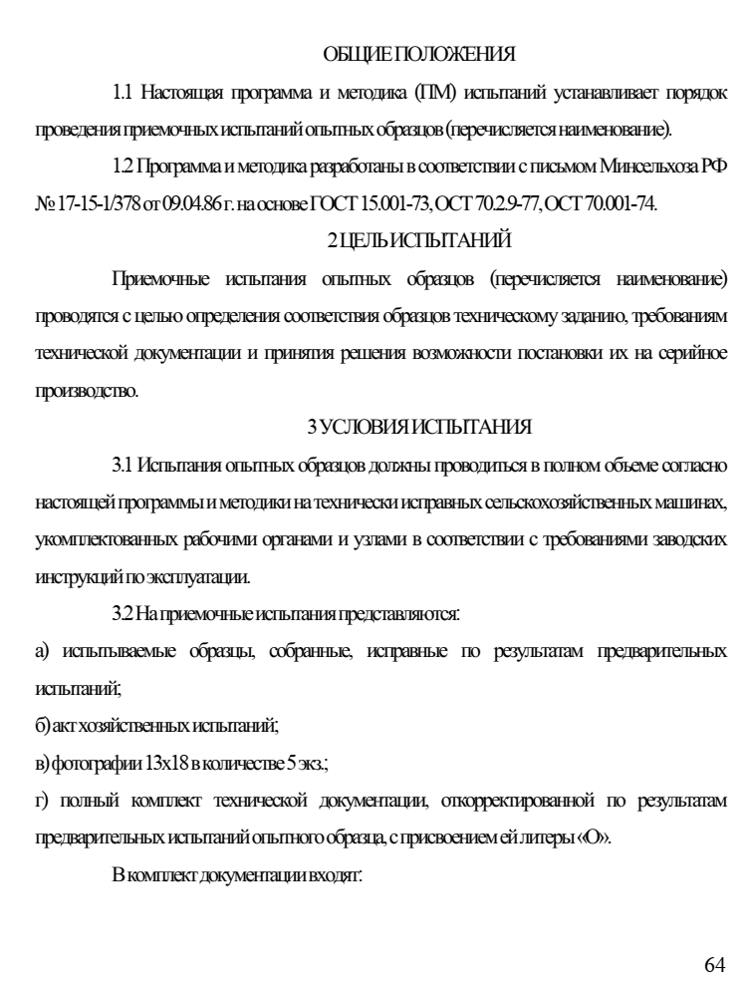 ОБЩИЕ ПОЛОЖЕНИЯ
1.1 Настоящая программа и методика (ПМ) испытаний устанавливает порядок
проведения приемочных испытаний опытных образцов (перечисляется наименование).
1.2 Программа и методика разработаны в соответствии с письмом Минсельхоза РФ
№ 17-15-1/378 от 09.04.86 г. на основе ГОСТ 15.001-73, ОСТ 70.2.9-77, ОСТ 70.001-74.
2 ЦЕЛЬ ИСПЫТАНИЙ
Приемочные испытания опытных образцов (перечисляется наименование)
проводятся с целью определения соответствия образцов техническому заданию, требованиям
технической документации и принятия решения возможности постановки их на серийное
производство.
3 УСЛОВИЯ ИСПЫТАНИЯ
3.1 Испытания опытных образцов должны проводиться в полном объеме согласно
настоящей программы и методики на технически исправных сельскохозяйственных машинах,
укомплектованных рабочими органами и узлами в соответствии с требованиями заводских
инструкций по эксплуатации.
3.2 На приемочные испытания представляются:
а) испытываемые образцы, собранные, исправные по результатам предварительных
испытаний;
б) акт хозяйственных испытаний;
в) фотографии 13х18 в количестве 5 экз.;
г) полный комплект технической документации, откорректированной по результатам
предварительных испытаний опытного образца, с присвоением ей литеры «О».
В комплект документации входят:
64